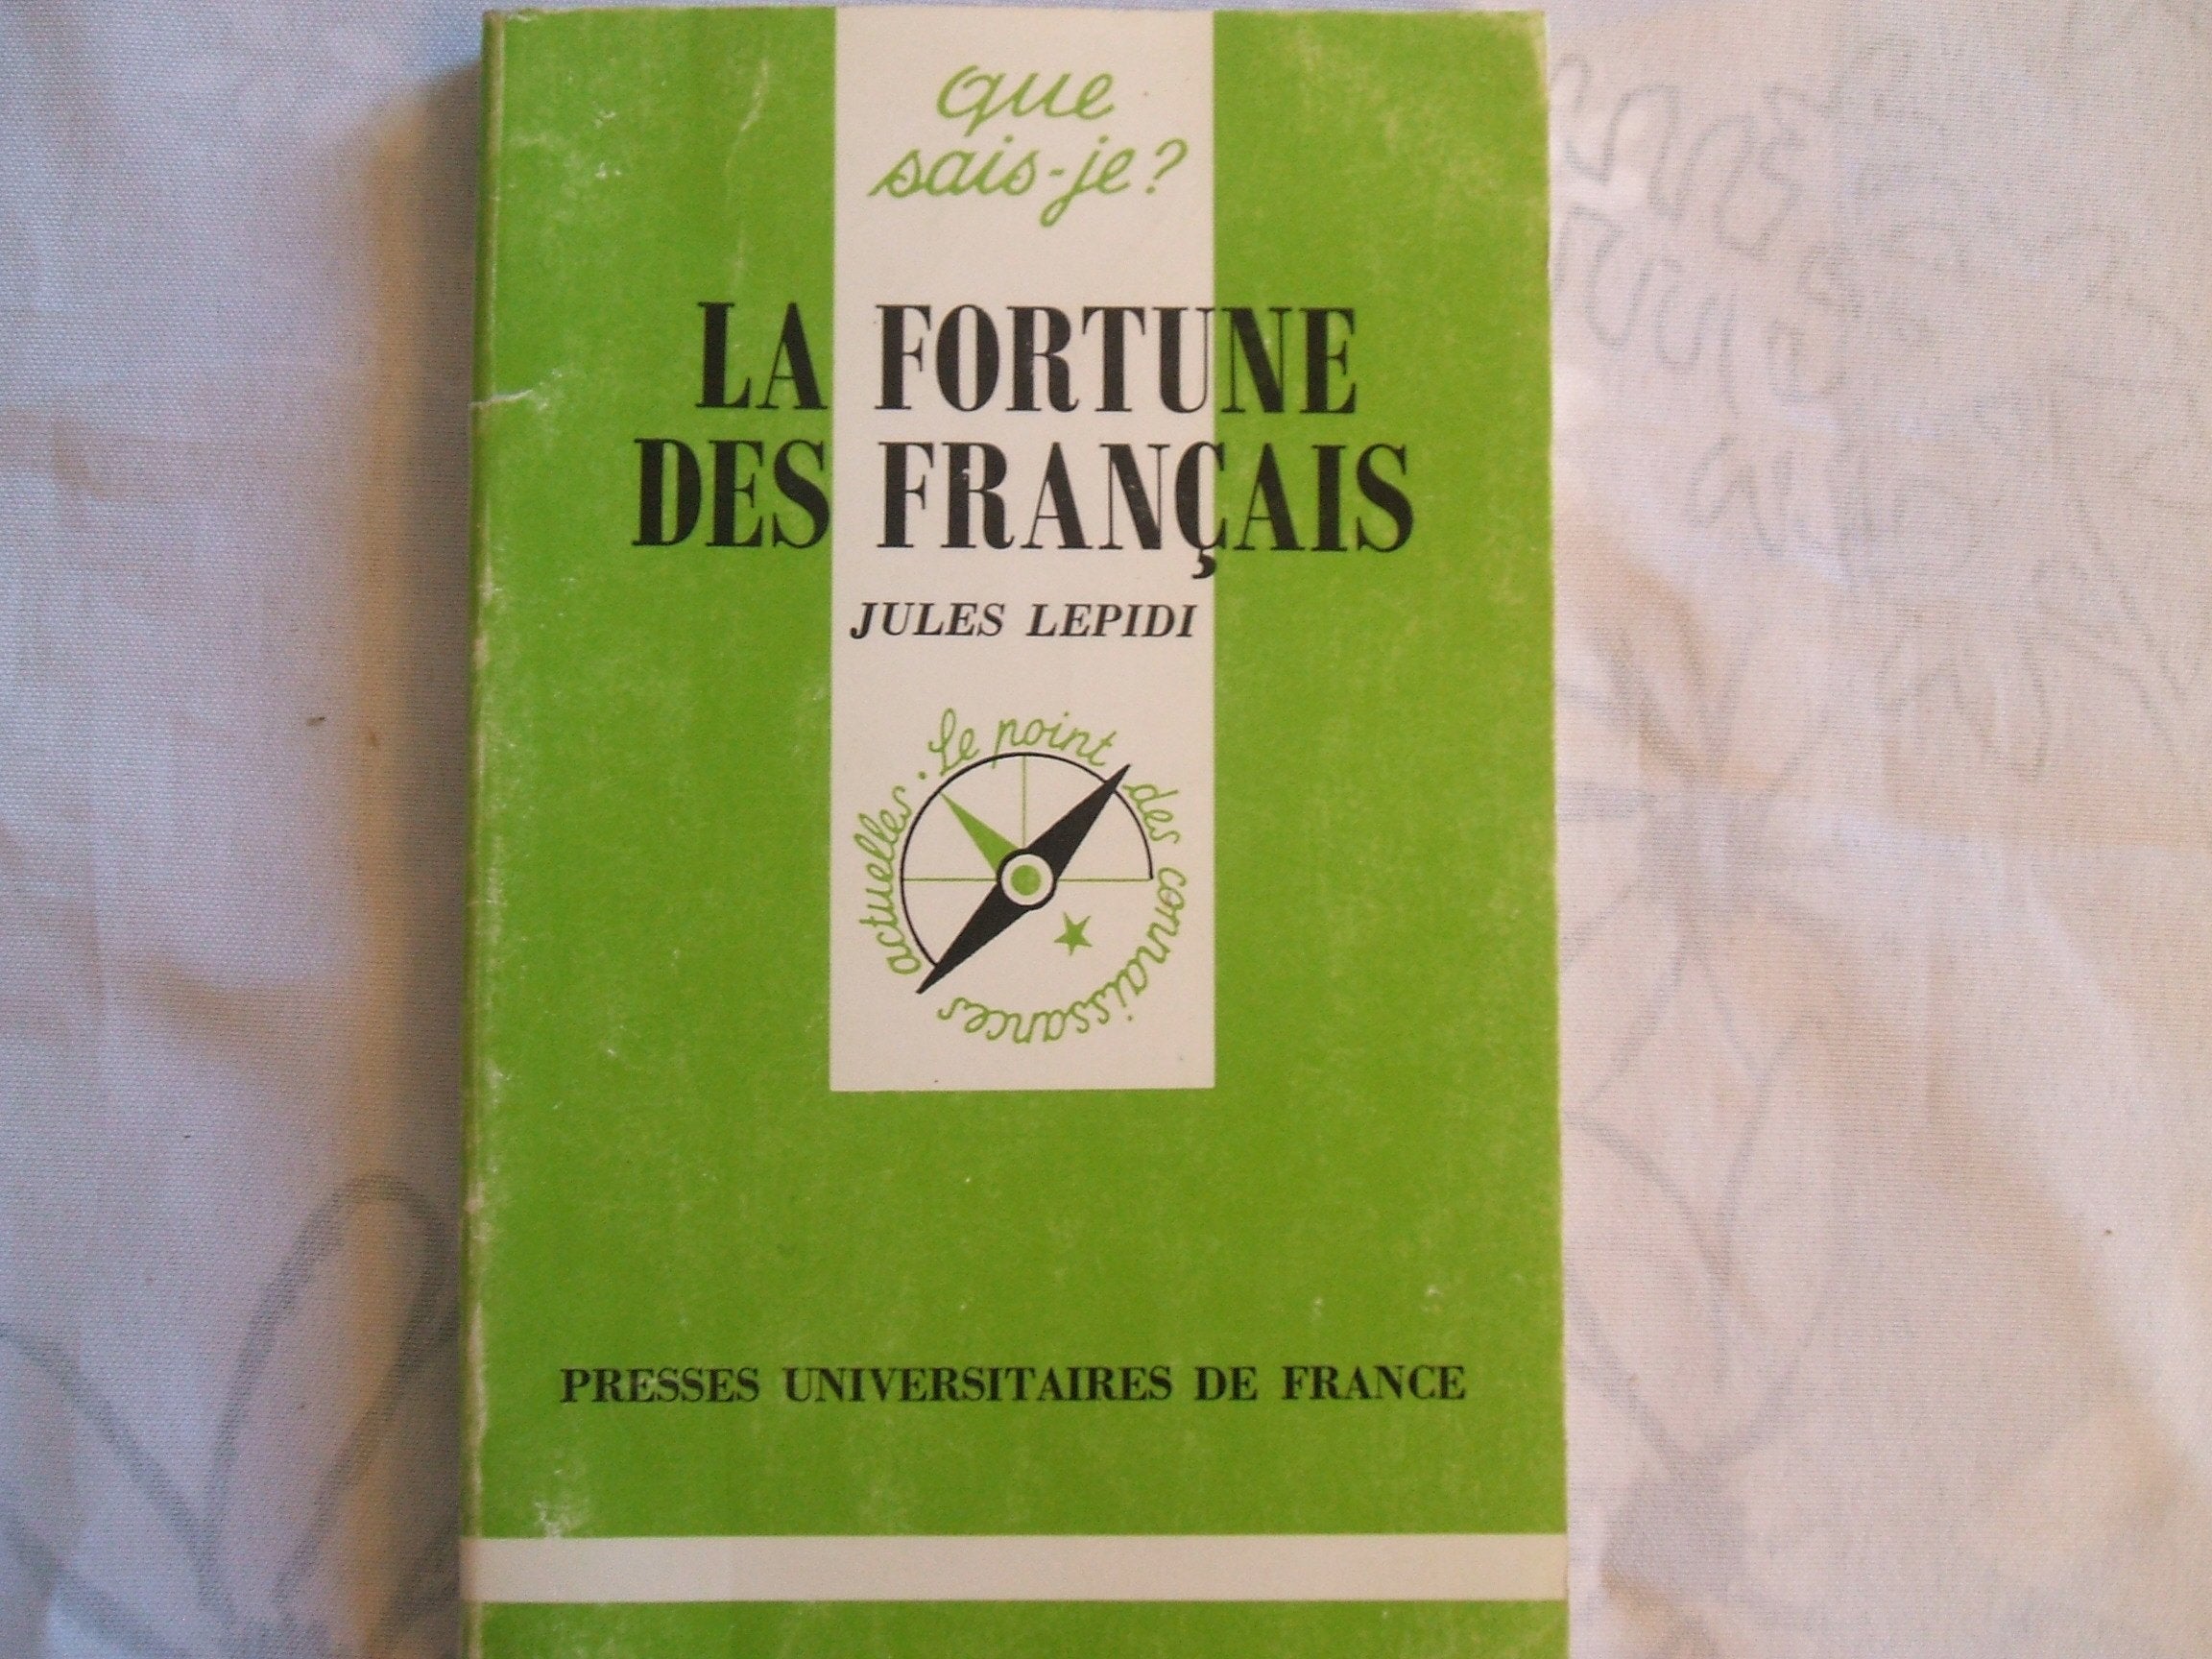 que
sais-je?
LA FORTUNE
DES FRANÇAIS
JULES LEPIDI
Le point des connaissances actuelles.
PRESSES UNIVERSITAIRES DE FRANCE